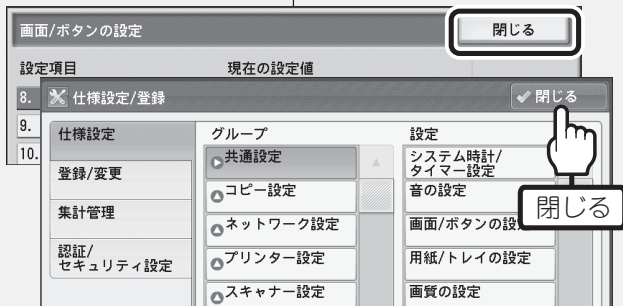 画面/ボタンの設定
閉じる
設定項目
現在の設定値
8.
仕様設定/登録
閉じる
9.
10.
仕様設定
登録/変更
集計管理
認証/
セキュリティ設定
グループ
共通設定
コピー設定
ネットワーク設定
プリンター設定
スキャナー設定
設定
システム時計/
タイマー設定
音の設定
画面/ボタンの設
用紙/トレイの設定
画質の設定
閉じる